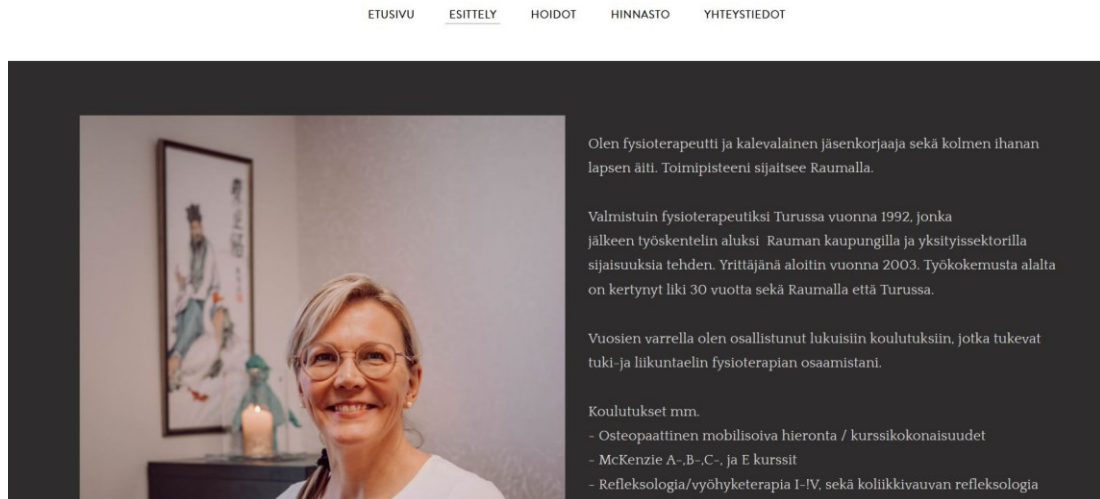 ETUSIVU ESITTELY HOIDOT HINNASTO YHTEYSTIEDOT
Olen fysioterapeutti ja kalevalainen jäsenkorjaaja sekä kolmen ihanan
lapsen äiti. Toimipisteeni sijaitsee Raumalla.
Valmistuin fysioterapeutiksi Turussa vuonna 1992, jonka
jälkeen työskentelin aluksi Rauman kaupungilla ja yksityissektorilla
sijaisuuksia tehden. Yrittäjänä aloitin vuonna 2003. Työkokemusta alalta
on kertynyt liki 30 vuotta sekä Raumalla että Turussa.
Vuosien varrella olen osallistunut lukuisiin koulutuksiin, jotka tukevat
tuki-ja liikuntaelin fysioterapian osaamistani.
Koulutukset mm.
- Osteopaattinen mobilisoiva hieronta / kurssikokonaisuudet
- McKenzie A-,B-,C-, ja E kurssit
- Refleksologia/vyöhyketerapia I-!V, sekä koliikkivauvan refleksologia